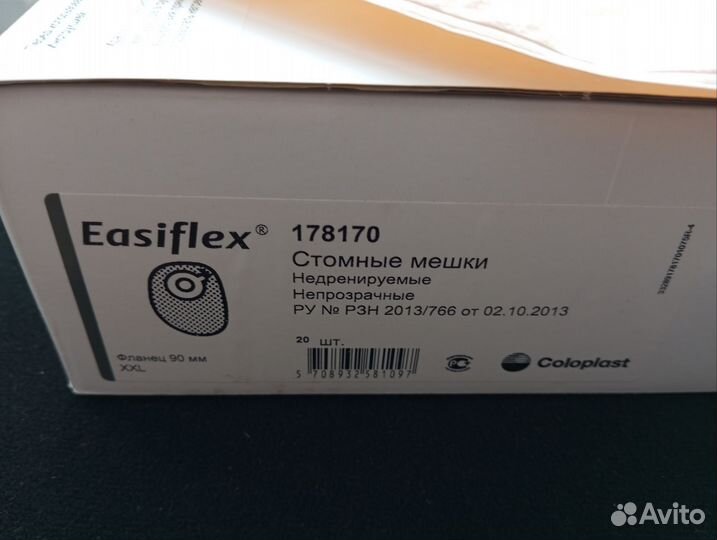 Easiflex® 178170
Стомные мешки
Недренируемые
Непрозрачные
РУ № РЗН 2013/766 от 02.10.2013
20 шт.
Фланец 90 мм
XXL
5 708932 581097
Coloplast
Avito